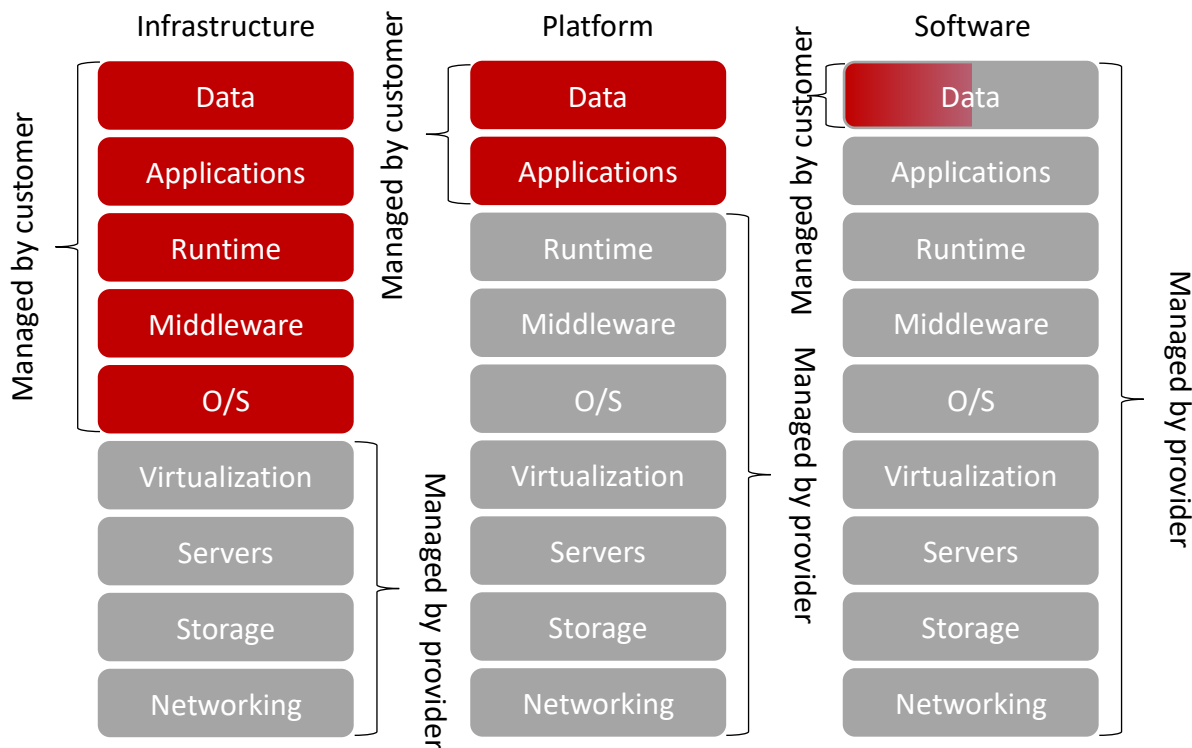 Infrastructure
Managed by customer
Data
Applications
Runtime
Middleware
O/S
Virtualization
Servers
Storage
Networking
Managed by provider
Platform
Managed by customer
Data
Applications
Runtime
Middleware
O/S
Virtualization
Servers
Storage
Networking
Managed by provider
Software
Managed by customer
Data
Applications
Runtime
Middleware
O/S
Virtualization
Servers
Storage
Networking
Managed by provider